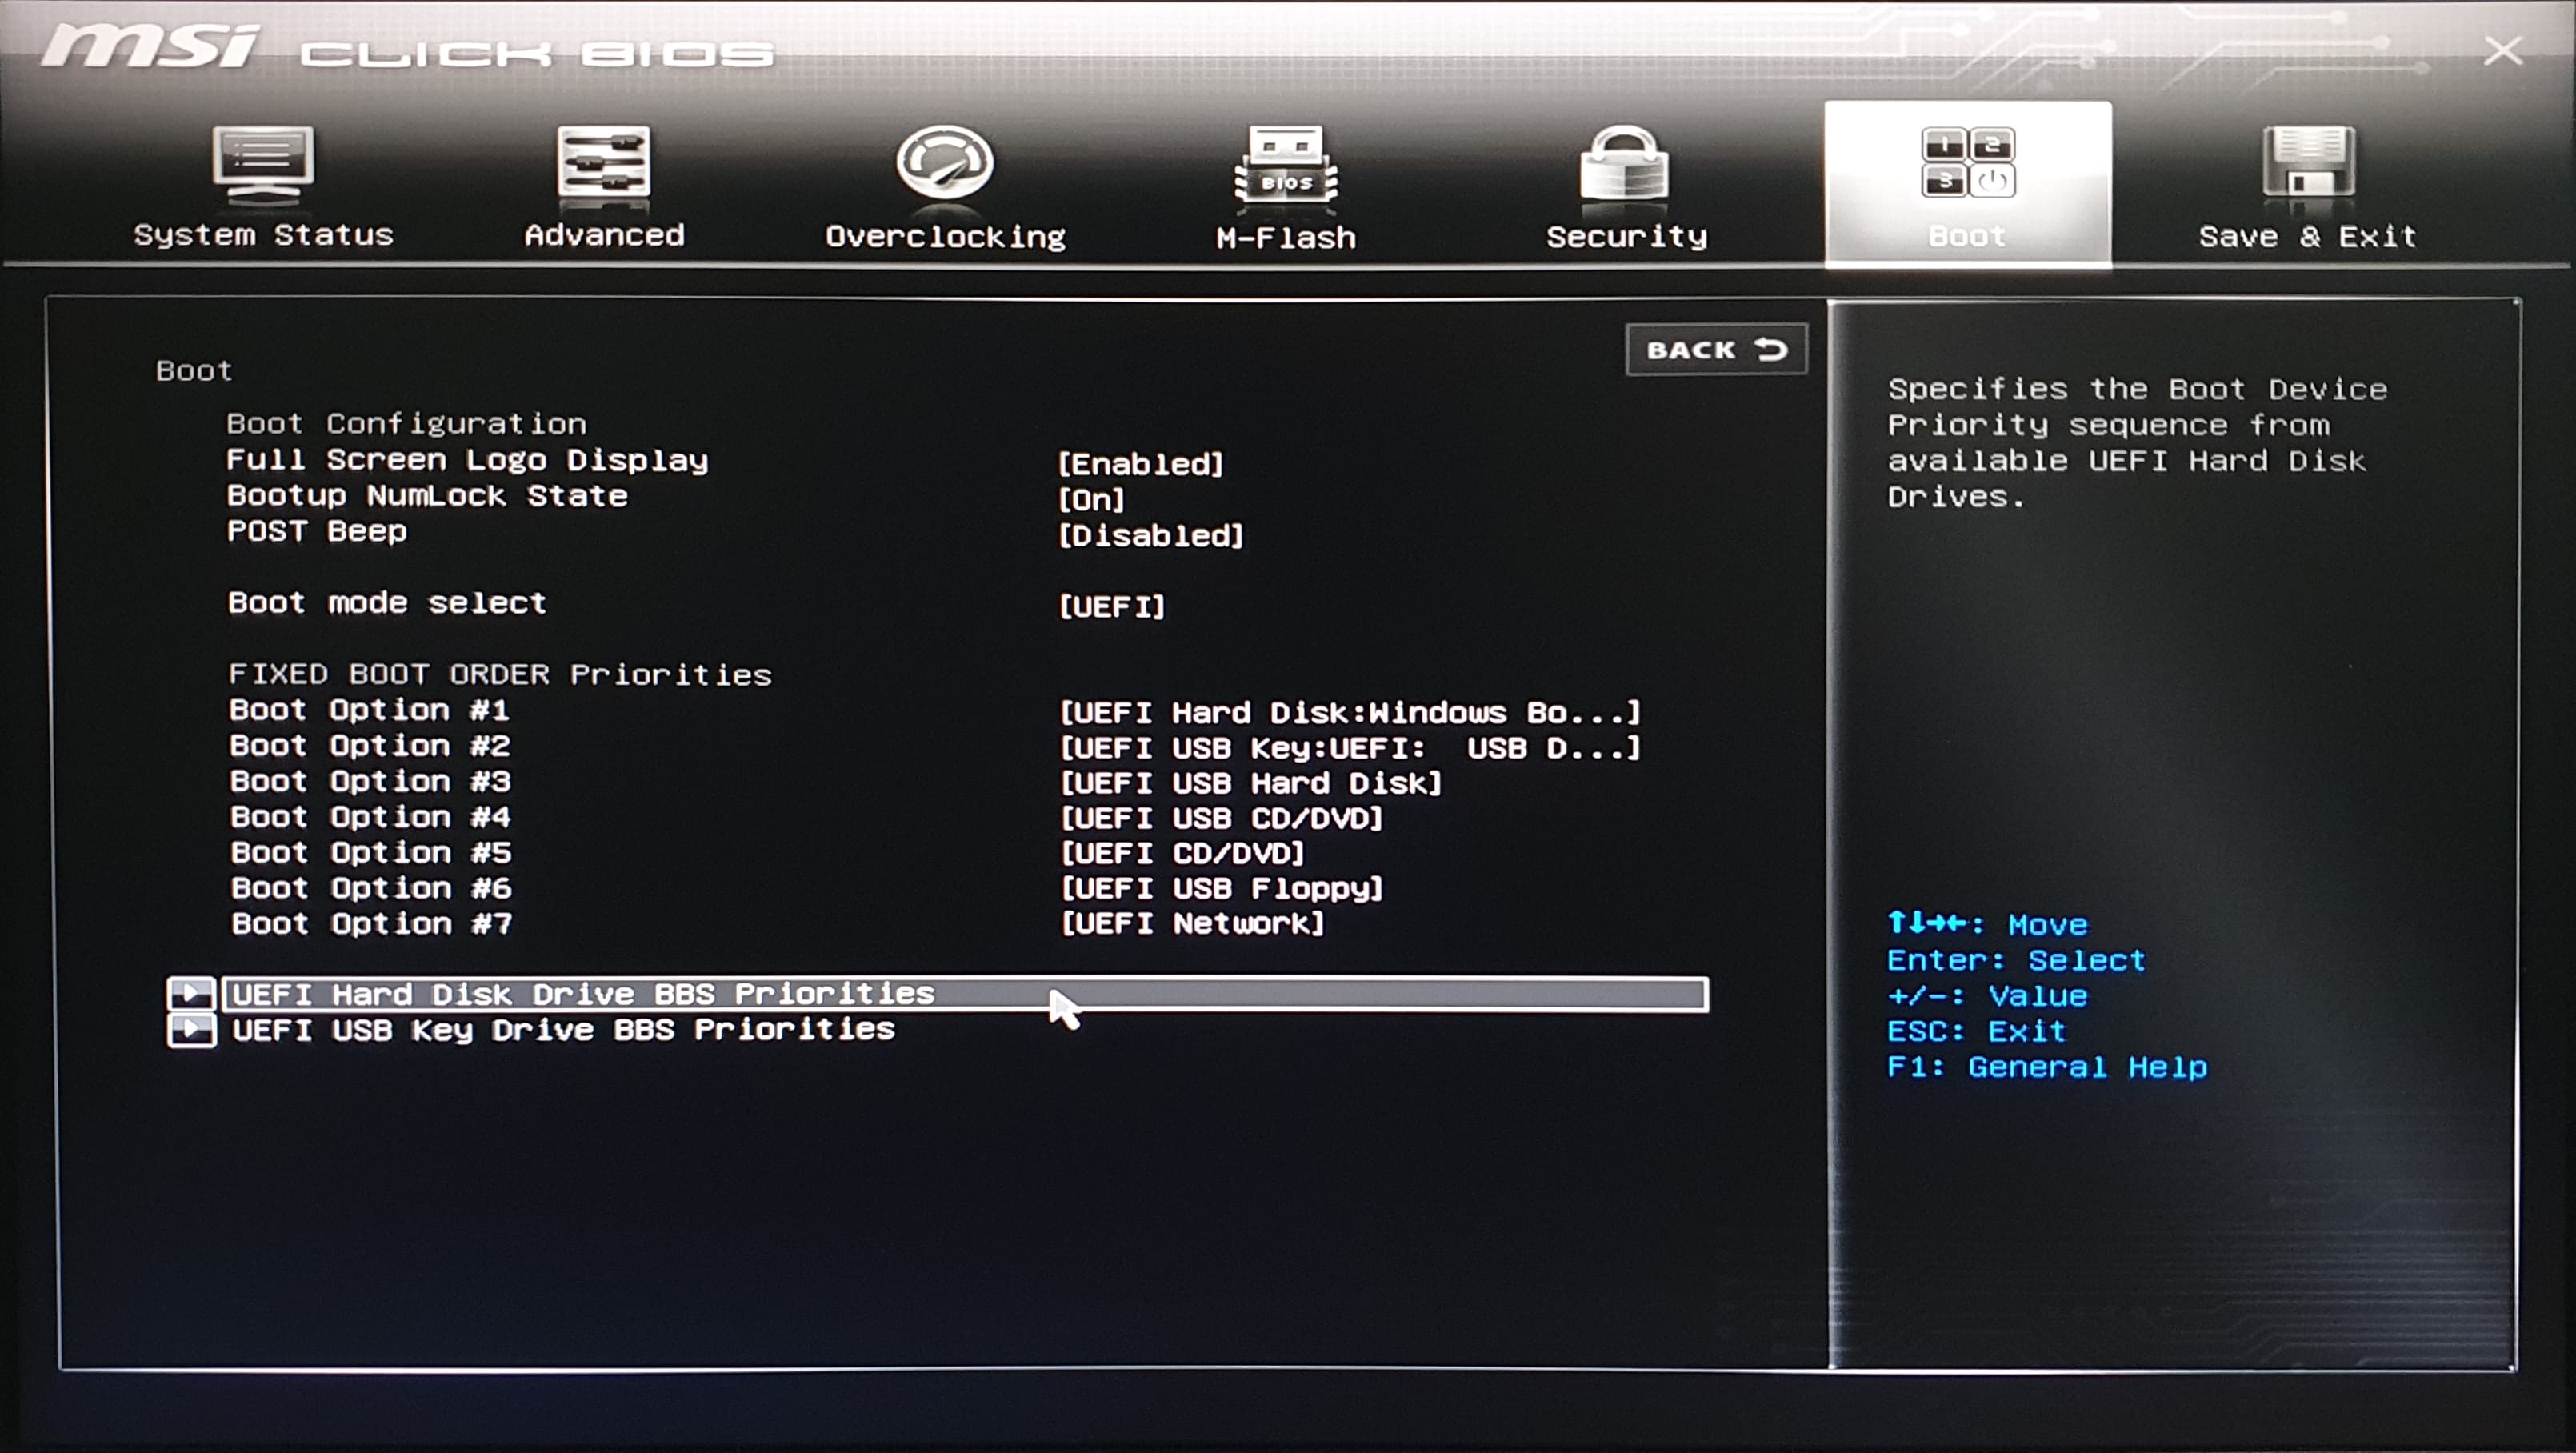 msi CLICK BIOS
System Status
Advanced
Overclocking
BIOS
M-Flash
Security
1 2
3
Boot
Save & Exit
BACK
Boot
Boot Configuration
Full Screen Logo Display [Enabled]
Bootup NumLock State [On]
POST Beep [Disabled]
Boot mode select [UEFI]
FIXED BOOT ORDER Priorities
Boot Option #1 [UEFI Hard Disk:Windows Bo...]
Boot Option #2 [UEFI USB Key:UEFI: USB D...]
Boot Option #3 [UEFI USB Hard Disk]
Boot Option #4 [UEFI USB CD/DVD]
Boot Option #5 [UEFI CD/DVD]
Boot Option #6 [UEFI USB Floppy]
Boot Option #7 [UEFI Network]
UEFI Hard Disk Drive BBS Priorities
UEFI USB Key Drive BBS Priorities
Specifies the Boot Device
Priority sequence from
available UEFI Hard Disk
Drives.
↑↓→←: Move
Enter: Select
+/-: Value
ESC: Exit
F1: General Help